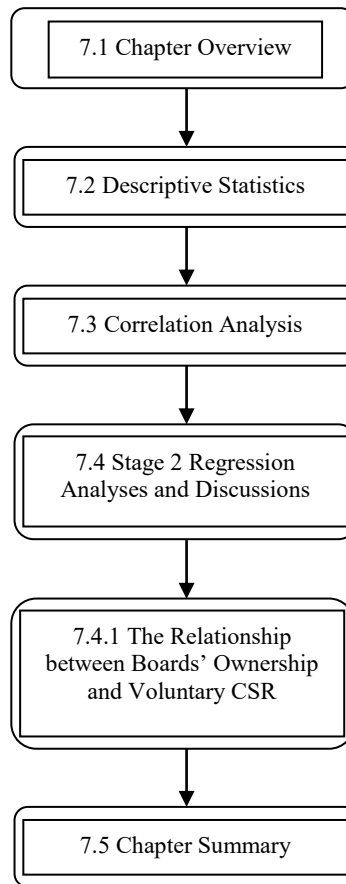 7.1 Chapter Overview
7.2 Descriptive Statistics
7.3 Correlation Analysis
7.4 Stage 2 Regression
Analyses and Discussions
7.4.1 The Relationship
between Boards’ Ownership
and Voluntary CSR
7.5 Chapter Summary